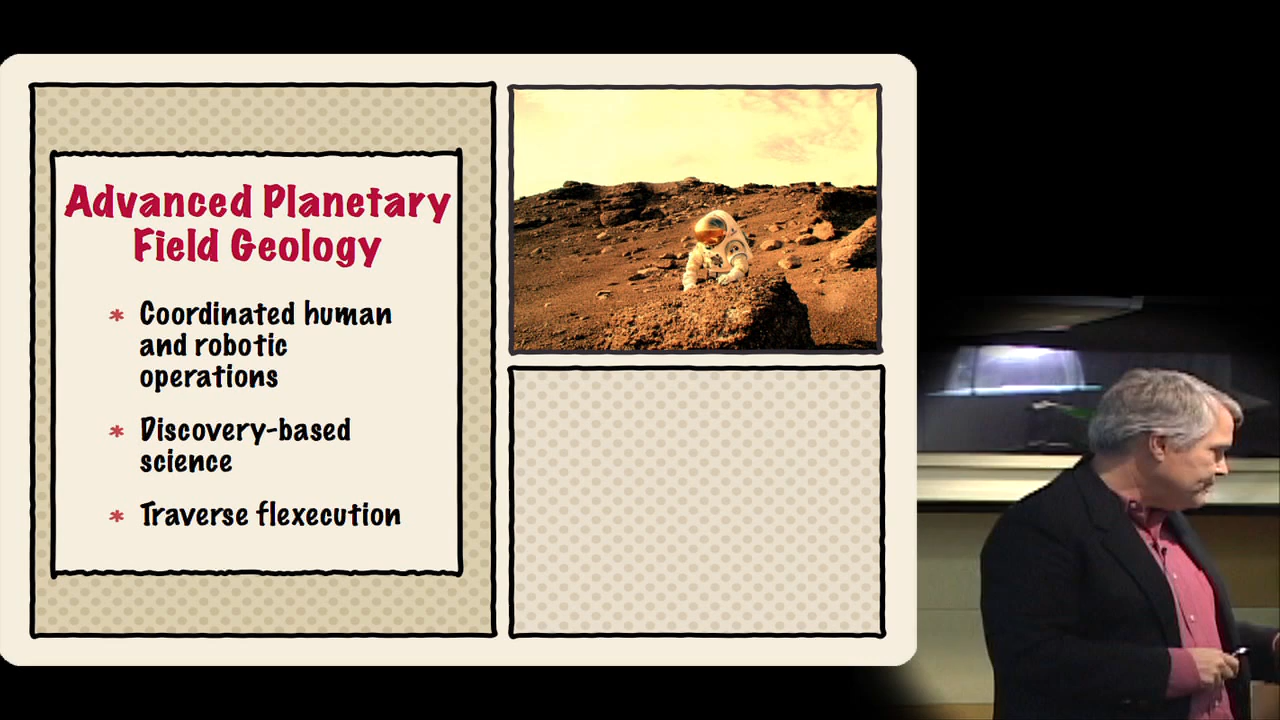 Advanced Planetary
Field Geology
* Coordinated human
and robotic
operations
* Discovery-based
science
* Traverse flexecution